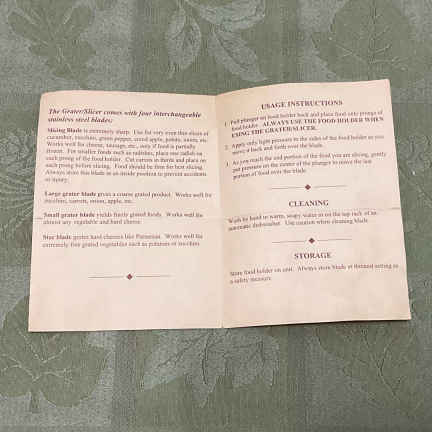 The Grater/Slicer comes with four interchangeable
stainless steel blades:
Slicing Blade is extremely sharp. Use for very even thin slices of
cucumber, zucchini, green pepper, sweet apple, potato, carrots, etc.
Works well for cheese, sausage, etc., only if food is partially
frozen. For smaller foods such as radishes, place one radish on
each prong of the food holder. Cut carrots in thirds and place on
each prong before slicing. Food should be firm for best slicing.
Always store this blade in an inside position to prevent accidents
or injury.
Large grater blade gives a coarse grated product. Works well for
zucchini, carrots, onion, apple, etc.
Small grater blade yields finely grated foods. Works well for
almost any vegetable and hard cheese.
Star blade grates hard cheeses like Parmesan. Works well for
extremely fine grated vegetables such as potatoes or zucchini.
USAGE INSTRUCTIONS
1. Pull plunger on food holder back and place food onto prongs of
food holder. ALWAYS USE THE FOOD HOLDER WHEN
USING THE GRATER/SLICER.
2. Apply only light pressure to the sides of the food holder as you
move it back and forth over the blade.
3. As you reach the end portion of the food you are slicing, gently
put pressure on the center of the plunger to move the last
portion of food over the blade.
CLEANING
Wash by hand in warm, soapy water or on the top rack of an
automatic dishwasher. Use caution when cleaning blade.
STORAGE
Store food holder on unit. Always store blade at thinnest setting as
a safety measure.